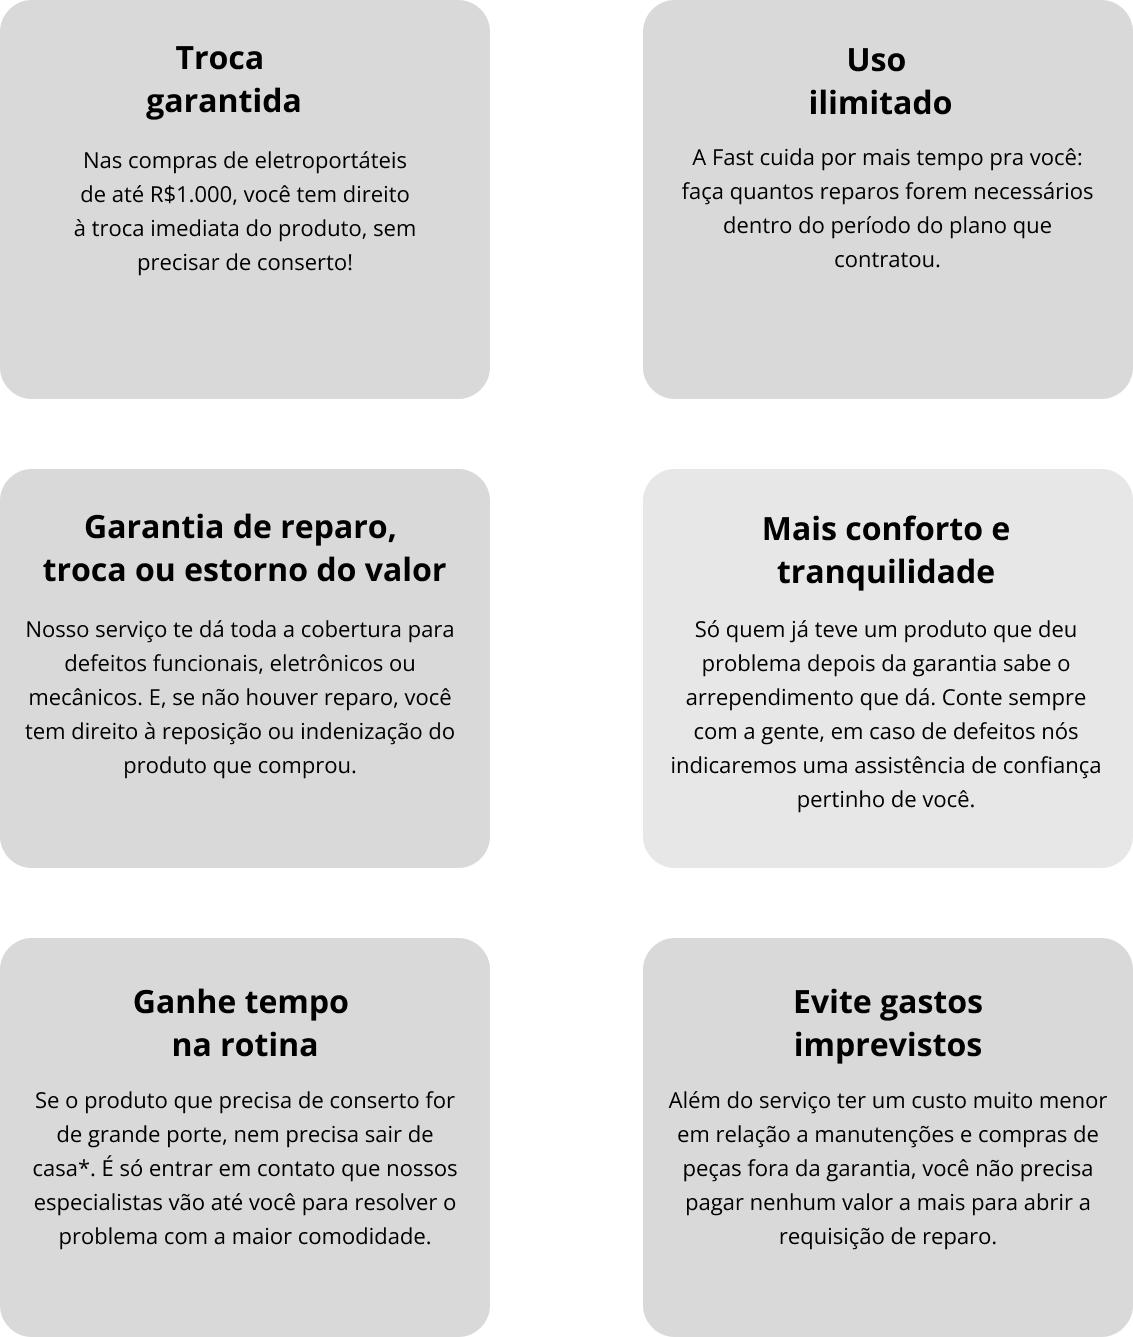 Troca
garantida
Nas compras de eletroportáteis
de até R$1.000, você tem direito
à troca imediata do produto, sem
precisar de conserto!
Uso
ilimitado
A Fast cuida por mais tempo pra você:
faça quantos reparos forem necessários
dentro do período do plano que
contratou.
Garantia de reparo,
troca ou estorno do valor
Nosso serviço te dá toda a cobertura para
defeitos funcionais, eletrônicos ou
mecânicos. E, se não houver reparo, você
tem direito à reposição ou indenização do
produto que comprou.
Mais conforto e
tranquilidade
Só quem já teve um produto que deu
problema depois da garantia sabe o
arrependimento que dá. Conte sempre
com a gente, em caso de defeitos nós
indicaremos uma assistência de confiança
pertinho de você.
Ganhe tempo
na rotina
Se o produto que precisa de conserto for
de grande porte, nem precisa sair de
casa*. É só entrar em contato que nossos
especialistas vão até você para resolver o
problema com a maior comodidade.
Evite gastos
imprevistos
Além do serviço ter um custo muito menor
em relação a manutenções e compras de
peças fora da garantia, você não precisa
pagar nenhum valor a mais para abrir a
requisição de reparo.